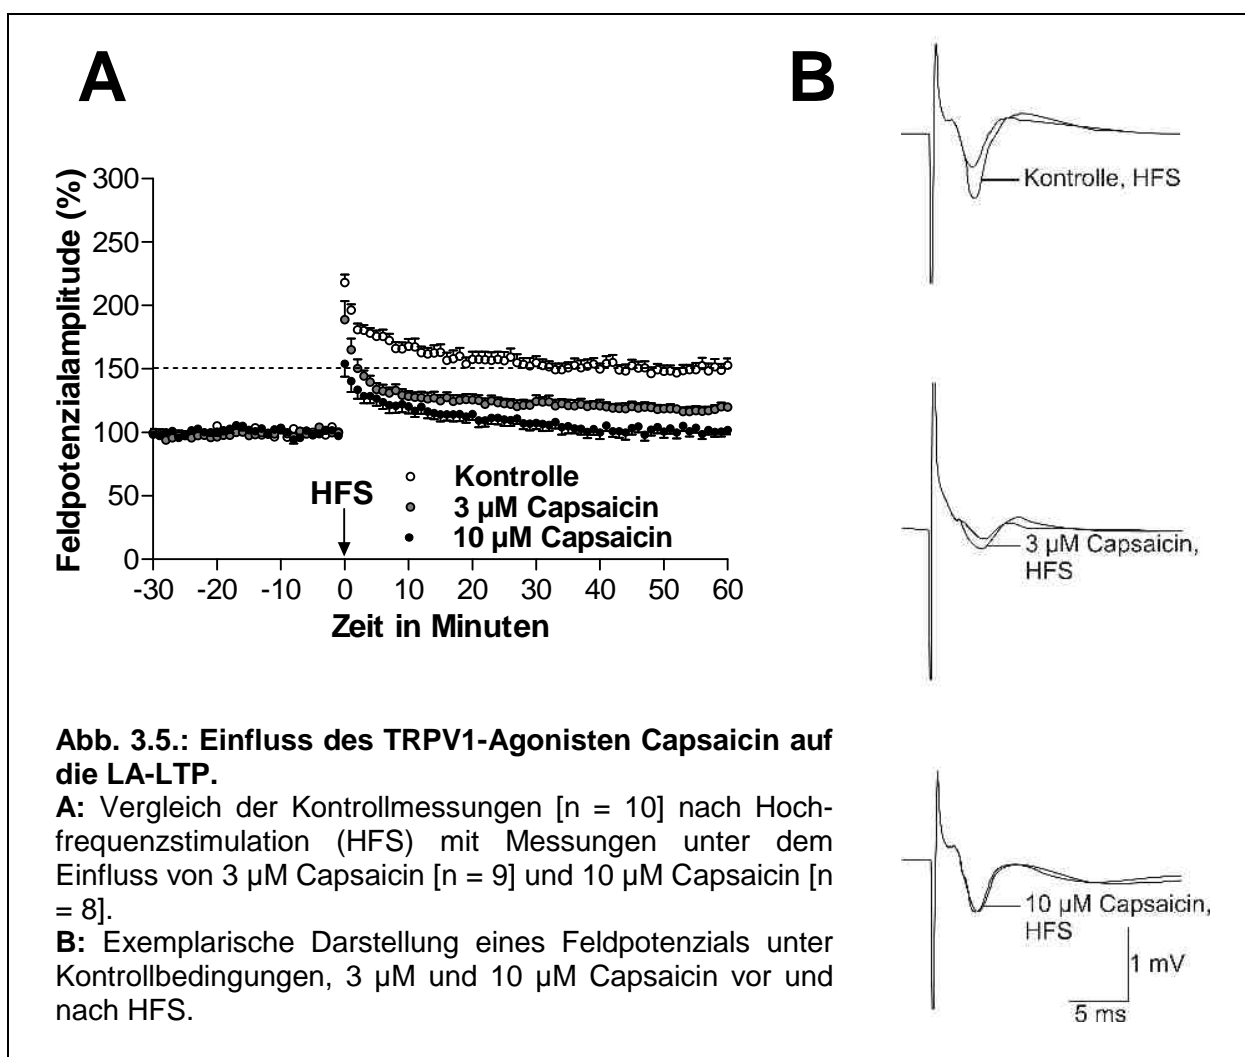 A
B
Feldpotenzialamplitude (%)
300
250
200
150
100
50
0
-30
-20
-10
0
10
20
30
40
50
60
Zeit in Minuten
HFS
Kontrolle
3 µM Capsaicin
10 µM Capsaicin
Kontrolle, HFS
3 µM Capsaicin,
HFS
10 µM Capsaicin,
HFS
1 mV
5 ms
Abb. 3.5.: Einfluss des TRPV1-Agonisten Capsaicin auf
die LA-LTP.
A: Vergleich der Kontrollmessungen [n = 10] nach Hoch-
frequenzstimulation (HFS) mit Messungen unter dem
Einfluss von 3 µM Capsaicin [n = 9] und 10 µM Capsaicin [n
= 8].
B: Exemplarische Darstellung eines Feldpotenzials unter
Kontrollbedingungen, 3 µM und 10 µM Capsaicin vor und
nach HFS.